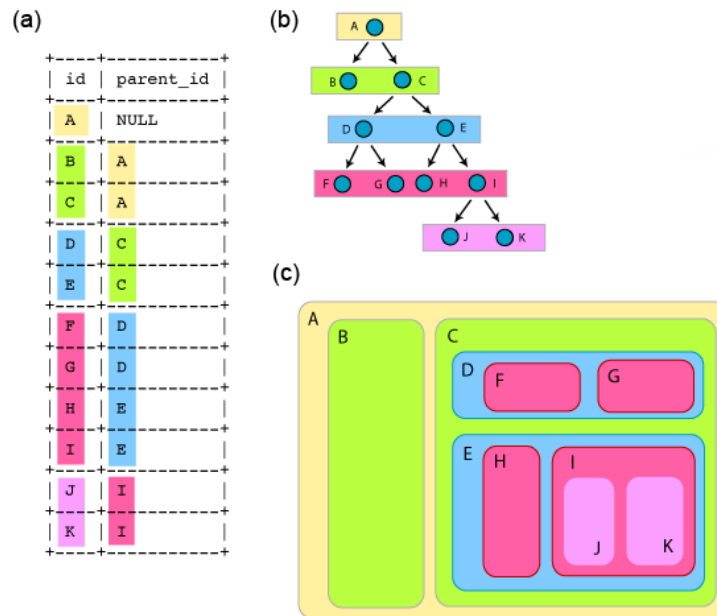 (a)
id parent_id
A NULL
B A
C A
D C
E C
F D
G D
H E
I E
J I
K I
(b)
A
B C
D E
F G H I
J K
(c)
A
B
C
D
F
G
E
H
I
J
K